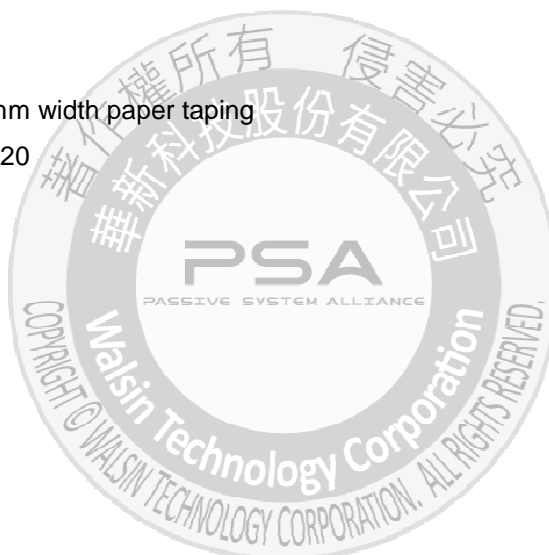 著作權所有 侵害必究
nm width paper taping
20
華新科技股份有限公司
PSA
PASSIVE SYSTEM ALLIANCE
Walsin Technology Corporation
COPYRIGHT © WALSIN TECHNOLOGY CORPORATION. ALL RIGHTS RESERVED.